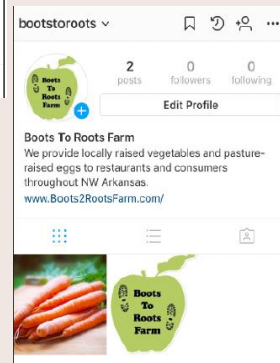 bootstoroots
2 0 0
posts followers following
Edit Profile
Boots
To
Roots
Farm
Boots To Roots Farm
We provide locally raised vegetables and pasture-
raised eggs to restaurants and consumers
throughout NW Arkansas.
www.Boots2RootsFarm.com/
Boots
To
Roots
Farm